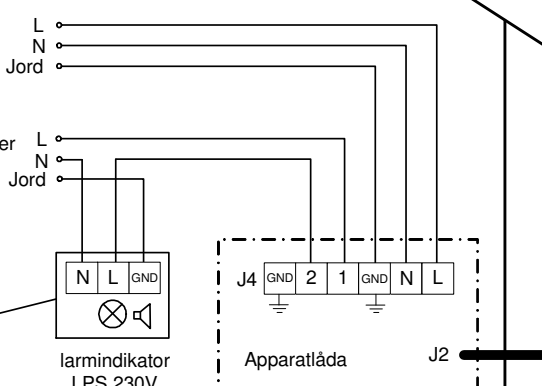 L
N
Jord
er L
N
Jord
N L GND
J4 GND 2 1 GND N L
larmindikator
LPS 230V
Apparatlåda
J2